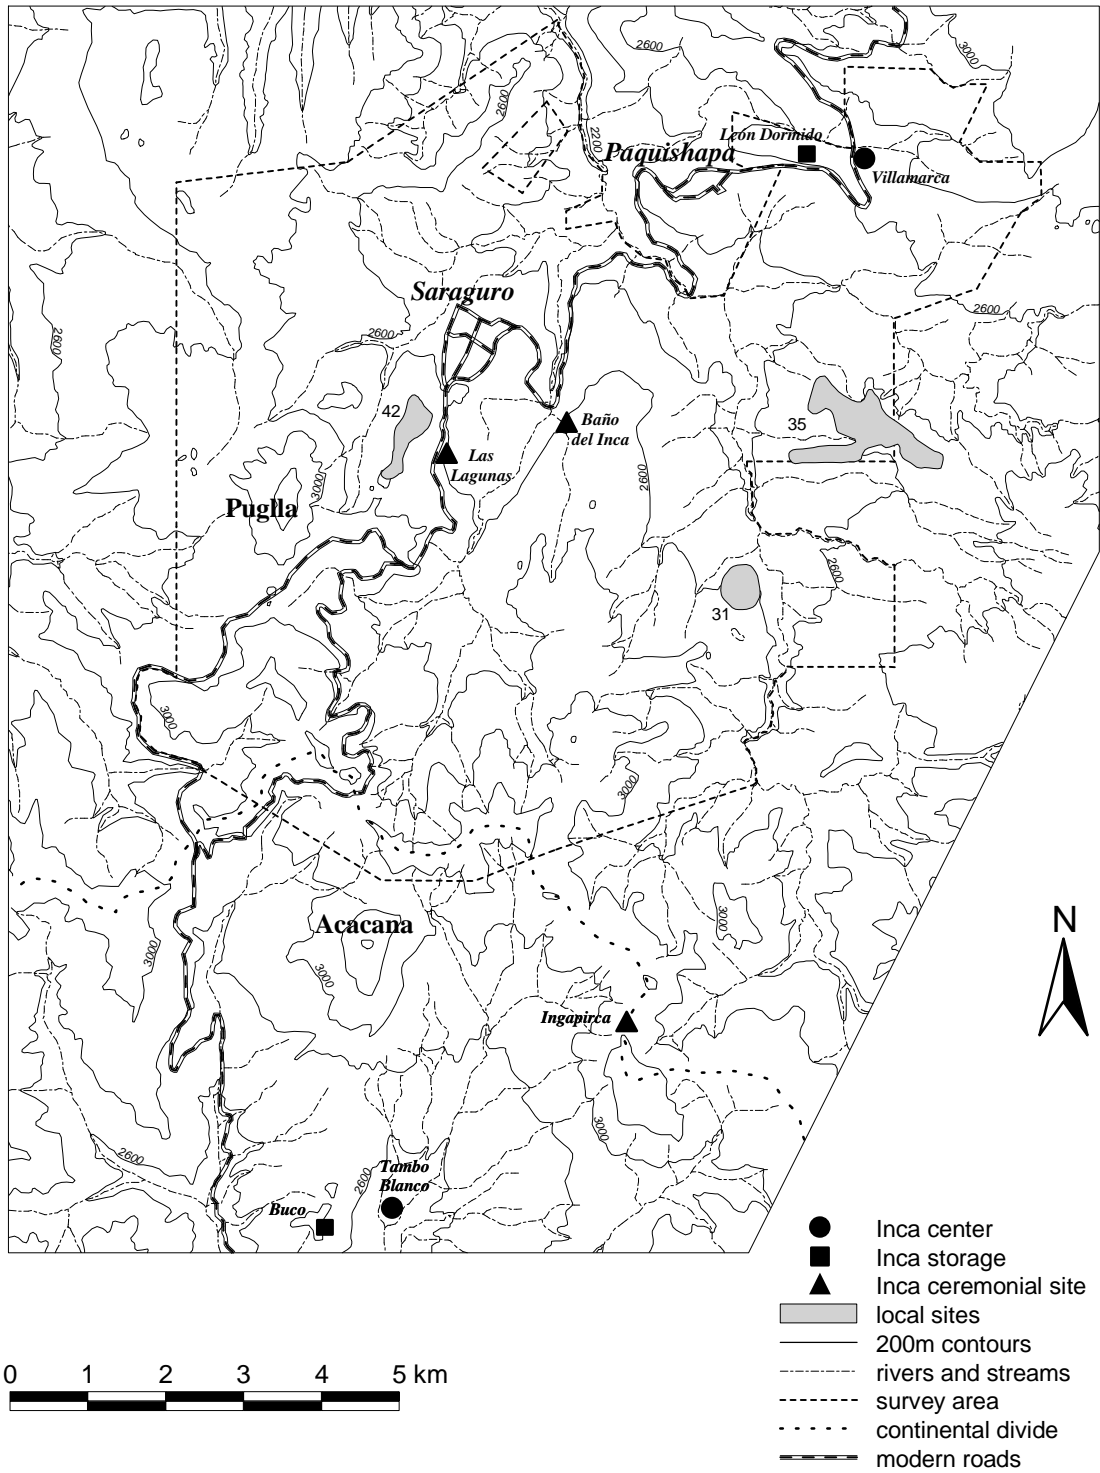 2600
3000
2600
2200
León Dormido
Paquishapa
Villamarca
Saraguro
2600
2600
2600
42
Baño
del Inca
35
Las
Lagunas
3000
2600
Puglla
2600
31
3000
3000
Acacana
3000
3000
3000
N
Ingapirca
3000
2600
2600
Tambo
Blanco
Buco
Inca center
Inca storage
Inca ceremonial site
local sites
200m contours
rivers and streams
survey area
continental divide
modern roads
0 1 2 3 4 5 km